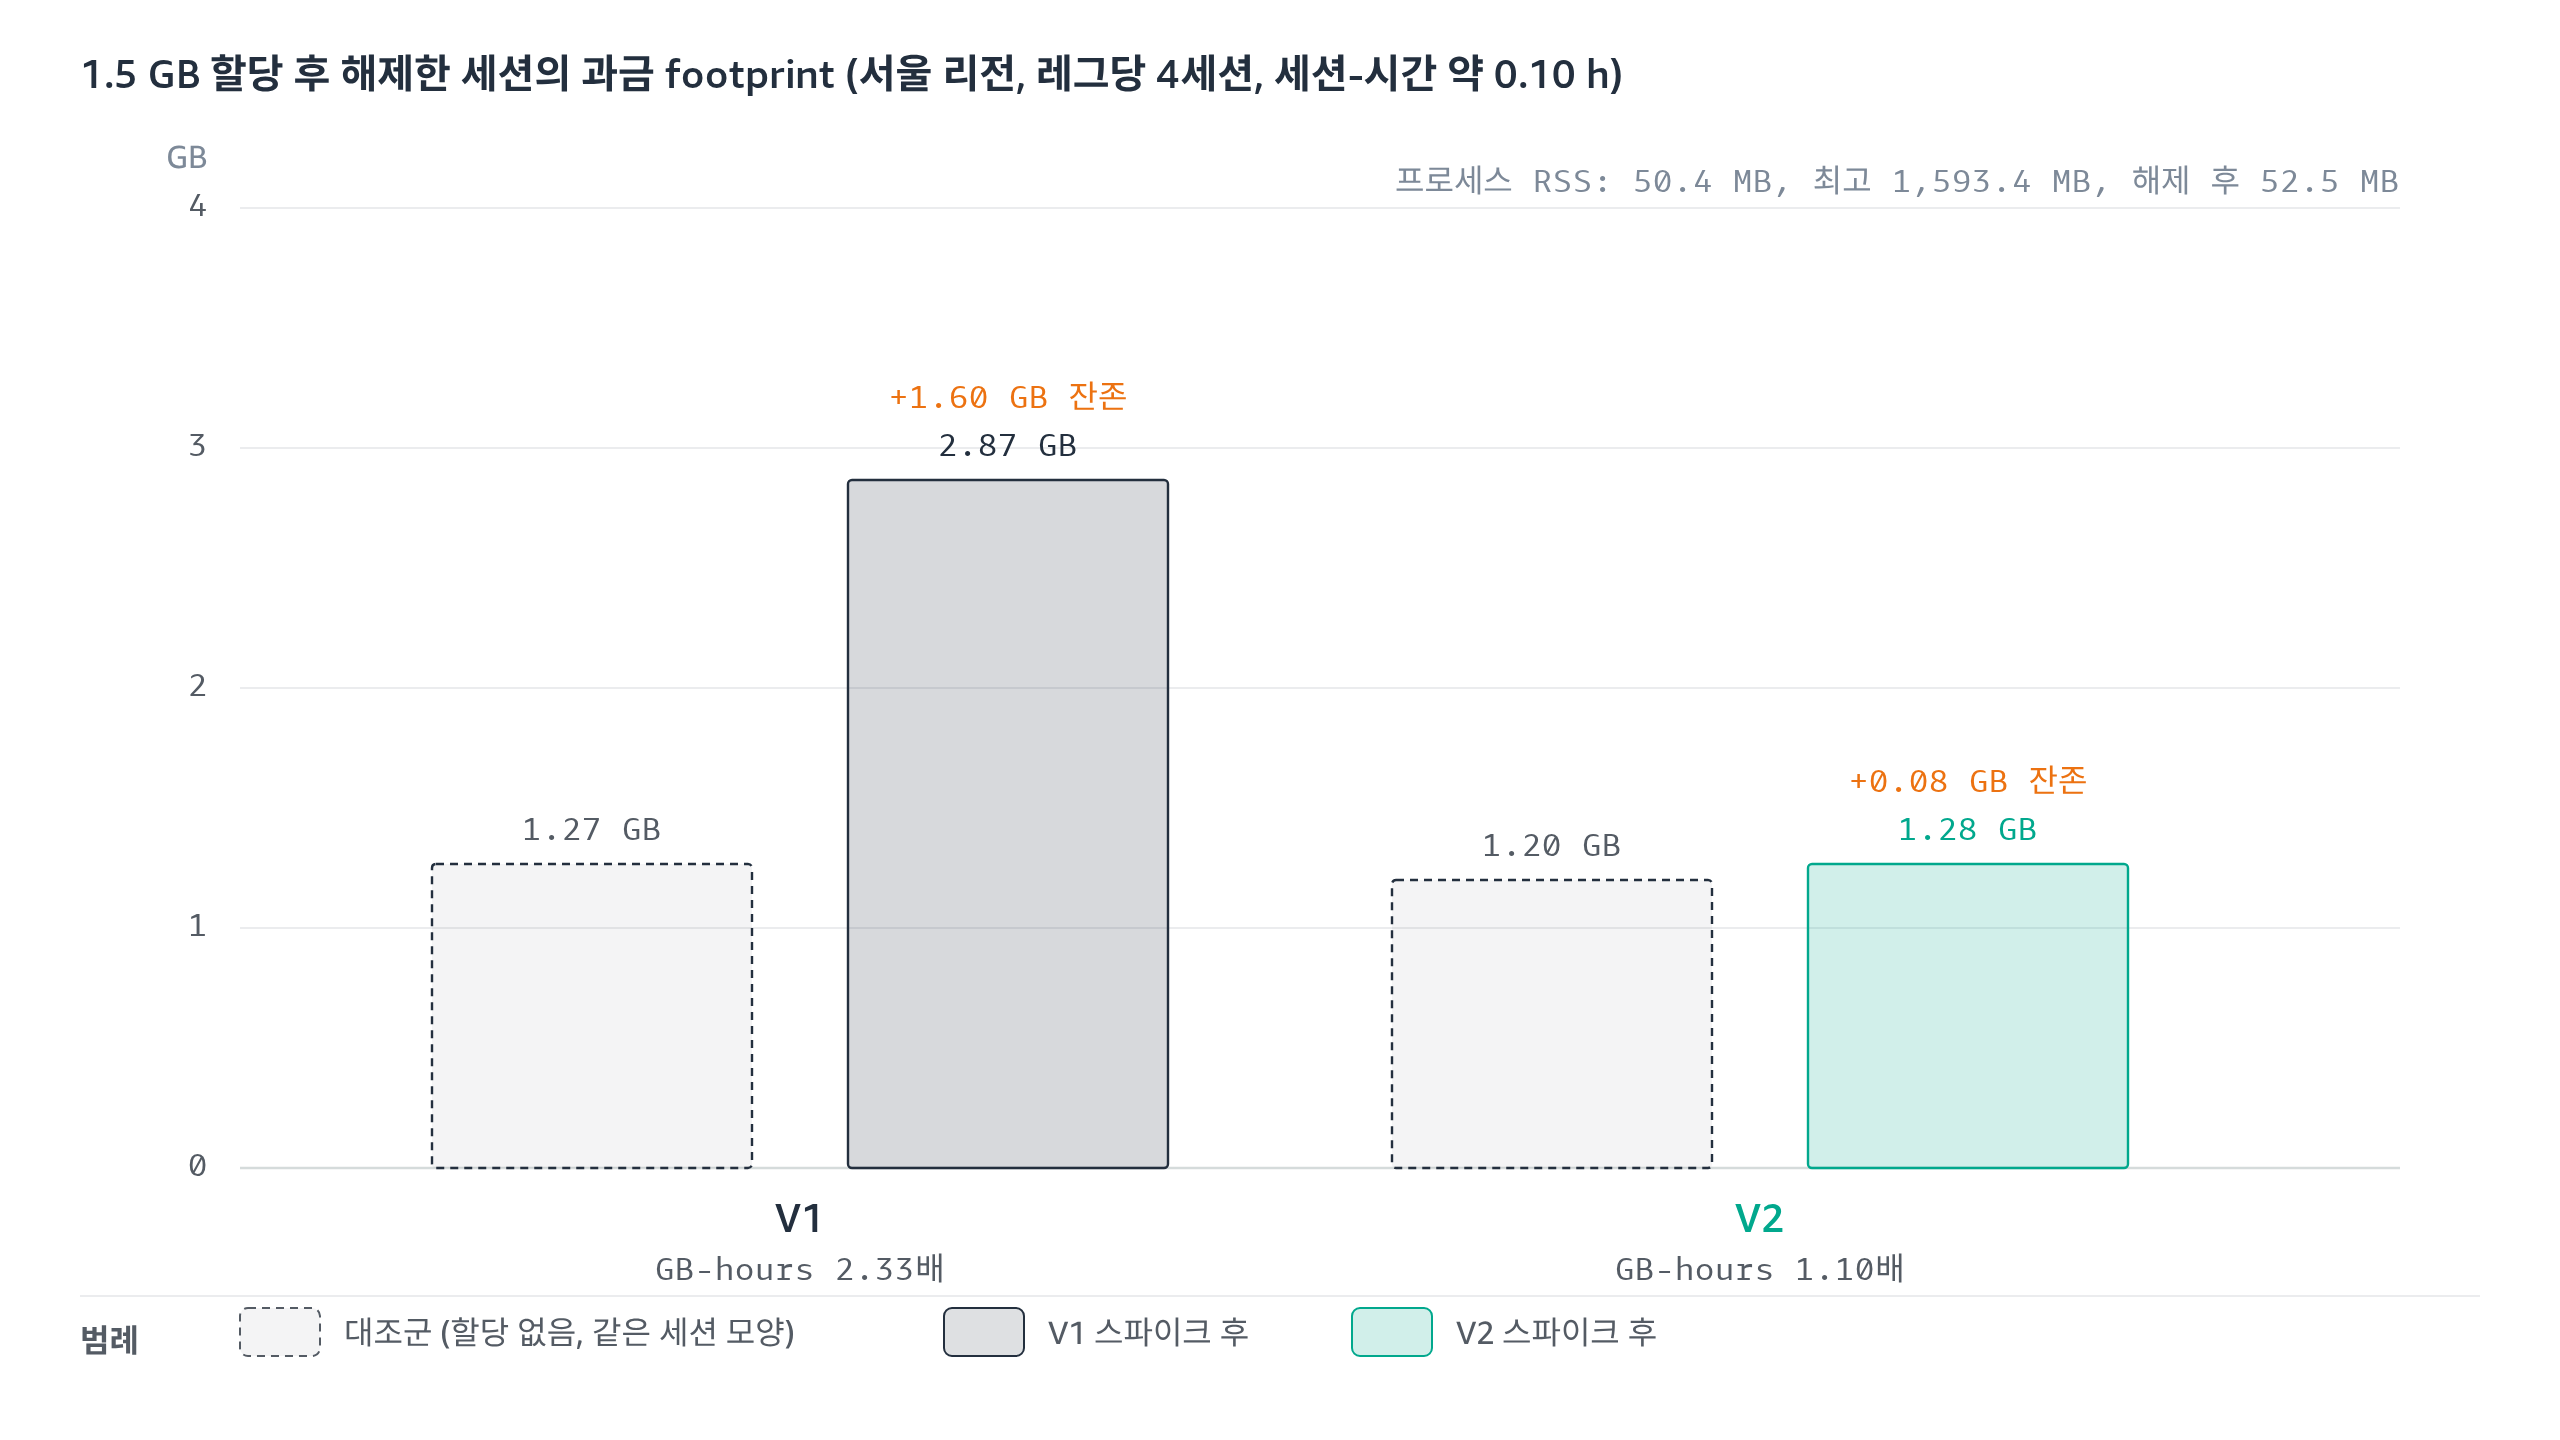 1.5 GB 할당 후 해제한 세션의 과금 footprint (서울 리전, 레그당 4세션, 세션-시간 약 0.10 h)
GB
프로세스 RSS: 50.4 MB, 최고 1,593.4 MB, 해제 후 52.5 MB
4
+1.60 GB 잔존
3
2.87 GB
2
+0.08 GB 잔존
1.27 GB
1.20 GB
1.28 GB
1
0
V1
V2
GB-hours 2.33배
GB-hours 1.10배
범례
대조군 (할당 없음, 같은 세션 모양)
V1 스파이크 후
V2 스파이크 후